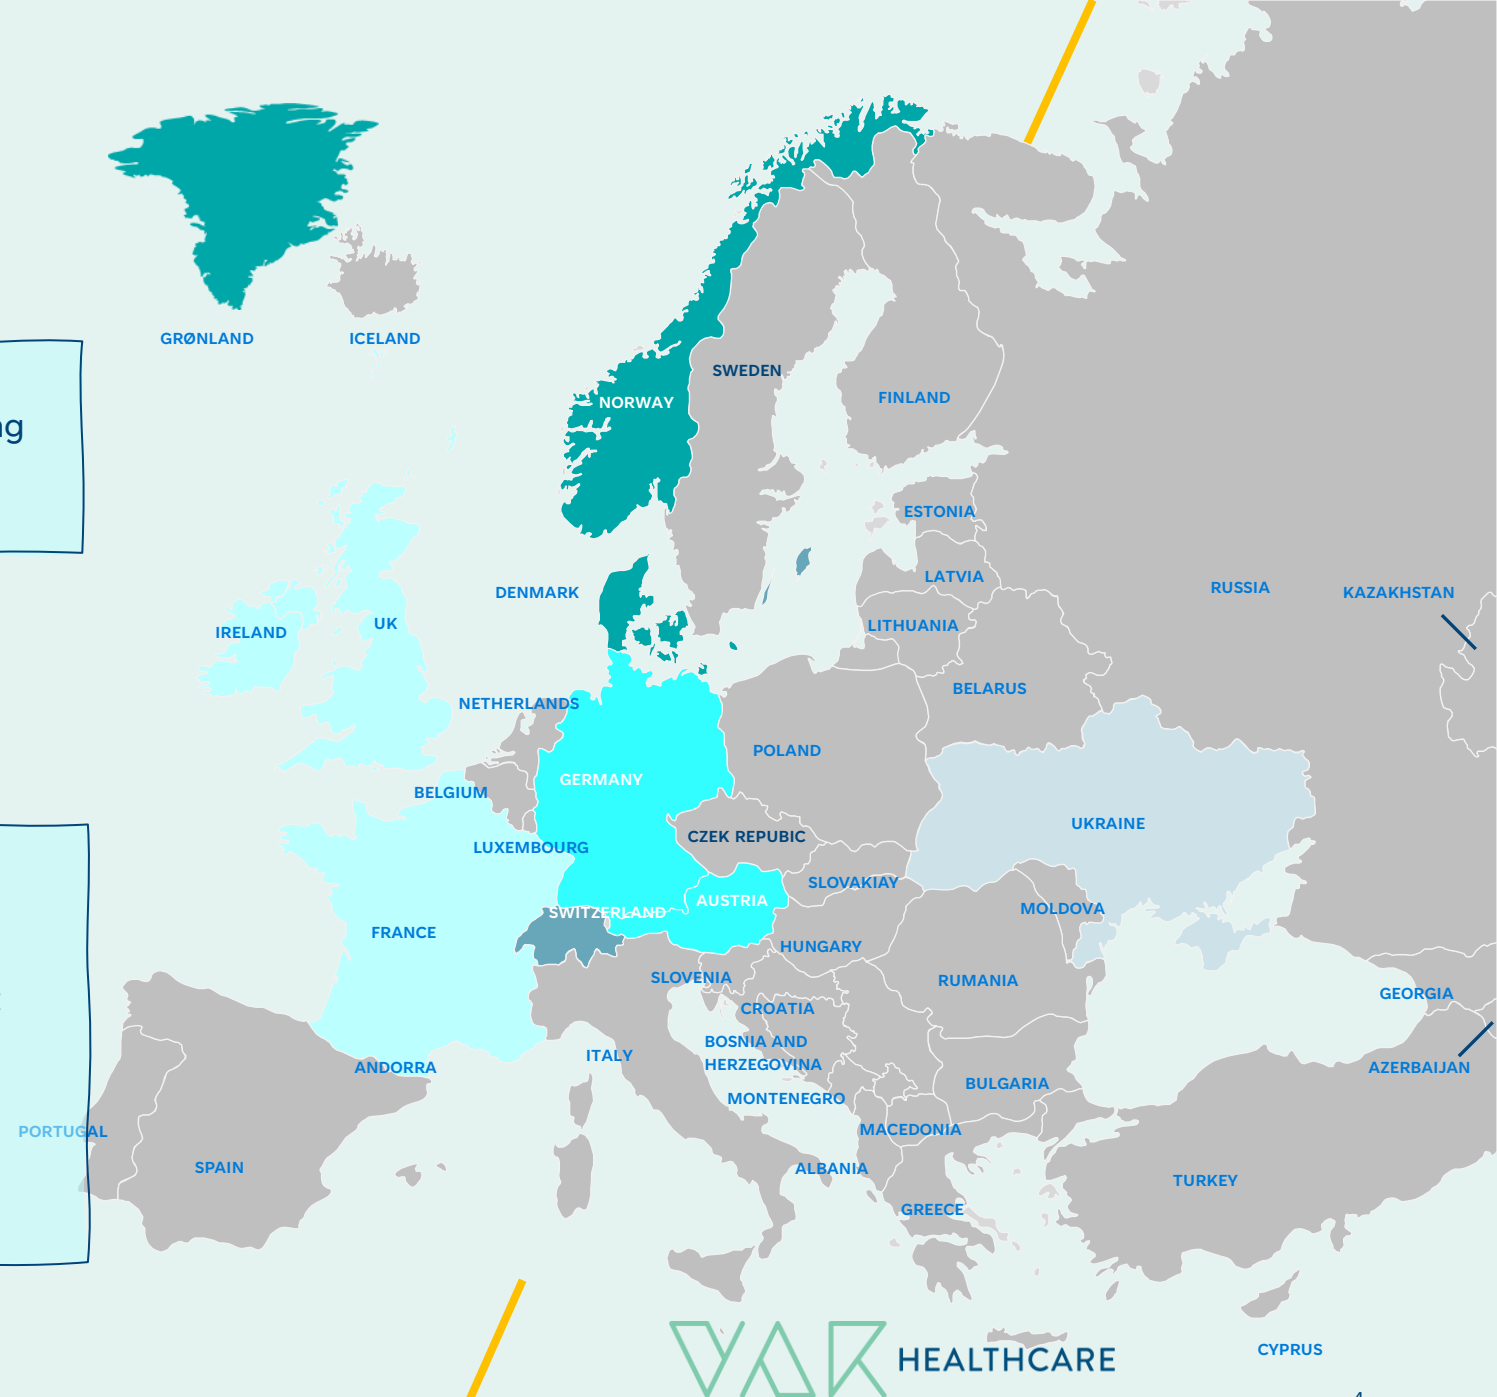 GRØNLAND
ICELAND
SWEDEN
NORWAY
FINLAND
ESTONIA
DENMARK
LATVIA
RUSSIA
KAZAKHSTAN
IRELAND
UK
LITHUANIA
BELARUS
NETHERLANDS
POLAND
GERMANY
BELGIUM
UKRAINE
CZEK REPUBIC
LUXEMBOURG
SLOVAKIAY
AUSTRIA
MOLDOVA
SWITZERLAND
FRANCE
HUNGARY
SLOVENIA
RUMANIA
GEORGIA
CROATIA
BOSNIA AND
HERZEGOVINA
ITALY
ANDORRA
AZERBAIJAN
BULGARIA
MONTENEGRO
MACEDONIA
PORTUGAL
SPAIN
ALBANIA
TURKEY
GREECE
CYPRUS
YAK HEALTHCARE